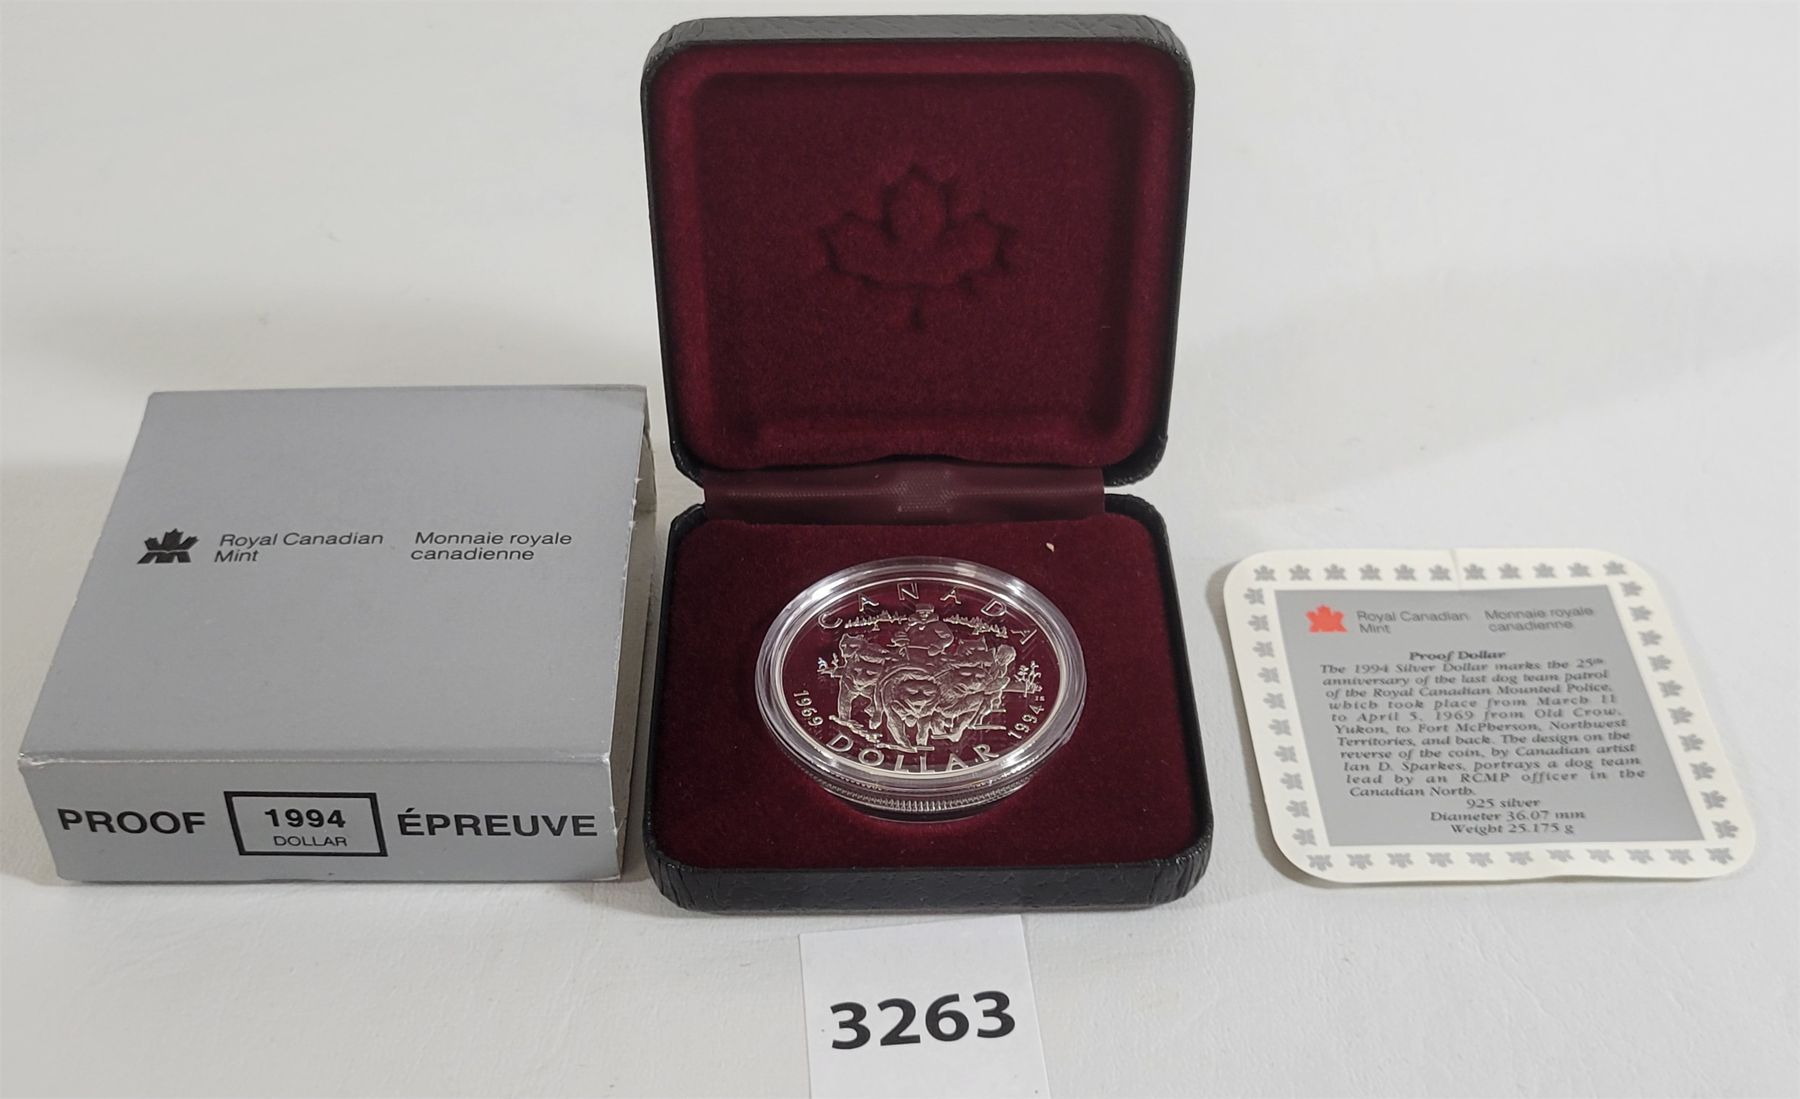 Royal Canadian Mint
Monnaie royale canadienne
PROOF 1994 DOLLAR ÉPREUVE
CANADA
1969 1994
DOLLAR
Royal Canadian Mint
Monnaie royale canadienne
Proof Dollar
The 1994 Silver Dollar marks the 25th
anniversary of the last dog team patrol
of the Royal Canadian Mounted Police,
which took place from March 11
to April 5, 1969 from Old Crow,
Yukon, to Fort McPherson, Northwest
Territories, and back. The design on the
reverse of the coin, by Canadian artist
Ian D. Sparkes, portrays a dog team
lead by an RCMP officer in the
Canadian North.
925 silver
Diameter 36.07 mm
Weight 25.175 g
3263